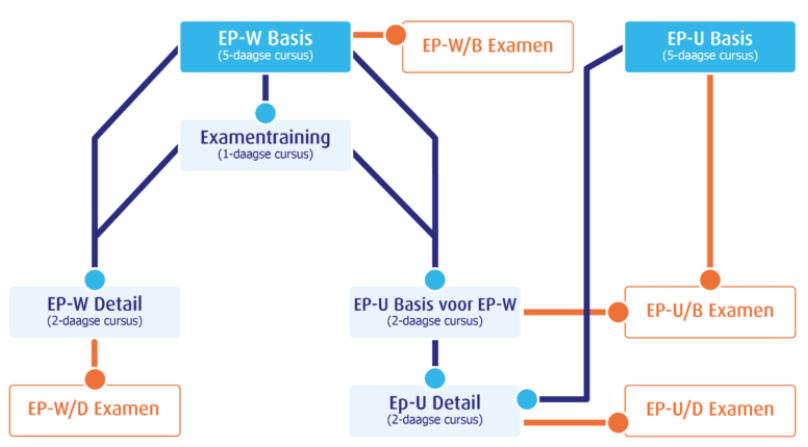 EP-W Basis
(5-daagse cursus)
EP-W/B Examen
EP-U Basis
(5-daagse cursus)
Examentraining
(1-daagse cursus)
EP-W Detail
(2-daagse cursus)
EP-U Basis voor EP-W
(2-daagse cursus)
EP-U/B Examen
EP-W/D Examen
Ep-U Detail
(2-daagse cursus)
EP-U/D Examen